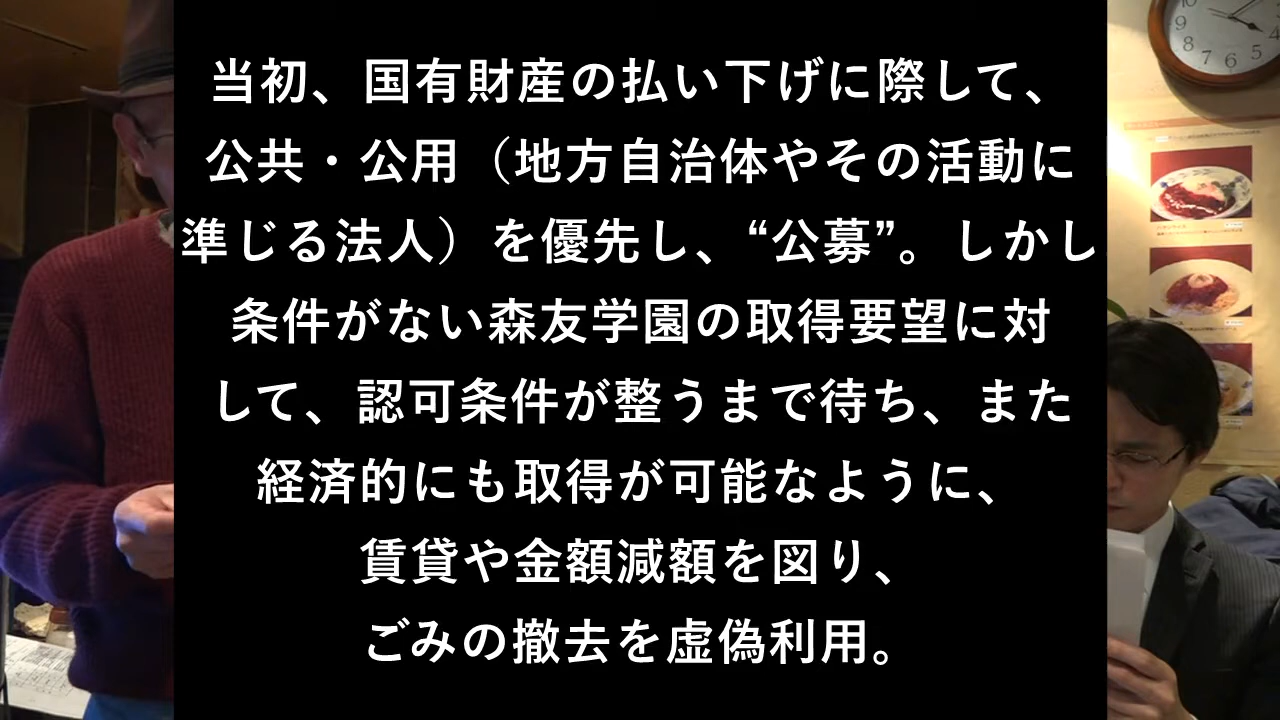 当初、国有財産の払い下げに際して、
公共・公用（地方自治体やその活動に
準じる法人）を優先し、“公募”。しかし
条件がない森友学園の取得要望に対
して、認可条件が整うまで待ち、また
経済的にも取得が可能なように、
賃貸や金額減額を図り、
ごみの撤去を虚偽利用。